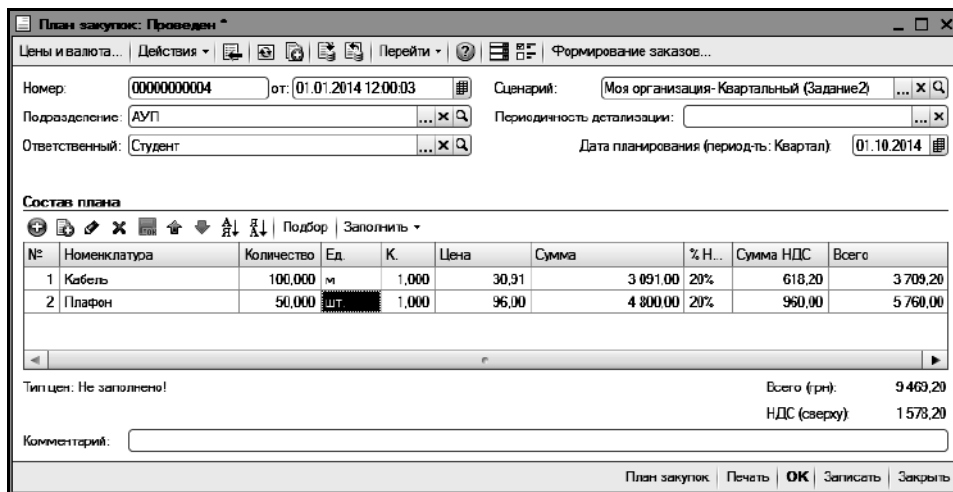 План закупок: Проведен *
Цены и валюта... Действия Перейти Формирование заказов...
Номер: 00000000004 от: 01.01.2014 12:00:03 Сценарий: Моя организация- Квартальный (Задание2) ... x
Подразделение: АУП ... x Периодичность детализации: ... x
Ответственный: Студент ... x Дата планирования (период-ть: Квартал): 01.10.2014
Состав плана
Подбор Заполнить
№ Номенклатура Количество Ед. К. Цена Сумма % Н... Сумма НДС Всего
1 Кабель 100,000 м 1,000 30,91 3 091,00 20% 618,20 3 709,20
2 Плафон 50,000 шт. 1,000 96,00 4 800,00 20% 960,00 5 760,00
Тип цен: Не заполнено! Всего (грн): 9 469,20
НДС (сверху): 1 578,20
Комментарий:
План закупок Печать OK Записать Закрыть